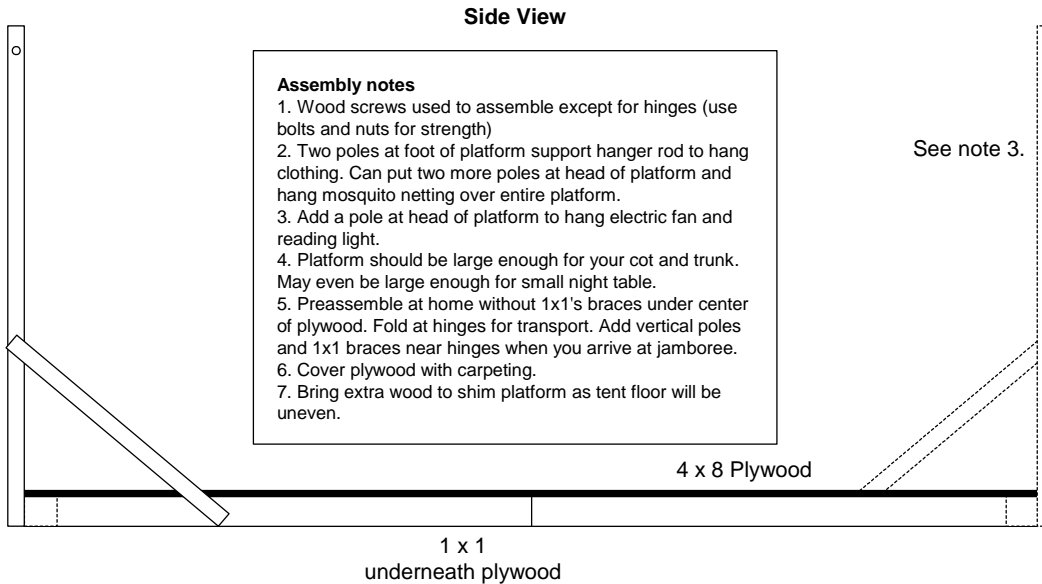 Side View
Assembly notes
1. Wood screws used to assemble except for hinges (use
bolts and nuts for strength)
2. Two poles at foot of platform support hanger rod to hang
clothing. Can put two more poles at head of platform and
hang mosquito netting over entire platform.
3. Add a pole at head of platform to hang electric fan and
reading light.
4. Platform should be large enough for your cot and trunk.
May even be large enough for small night table.
5. Preassemble at home without 1x1's braces under center
of plywood. Fold at hinges for transport. Add vertical poles
and 1x1 braces near hinges when you arrive at jamboree.
6. Cover plywood with carpeting.
7. Bring extra wood to shim platform as tent floor will be
uneven.
See note 3.
4 x 8 Plywood
1 x 1
underneath plywood